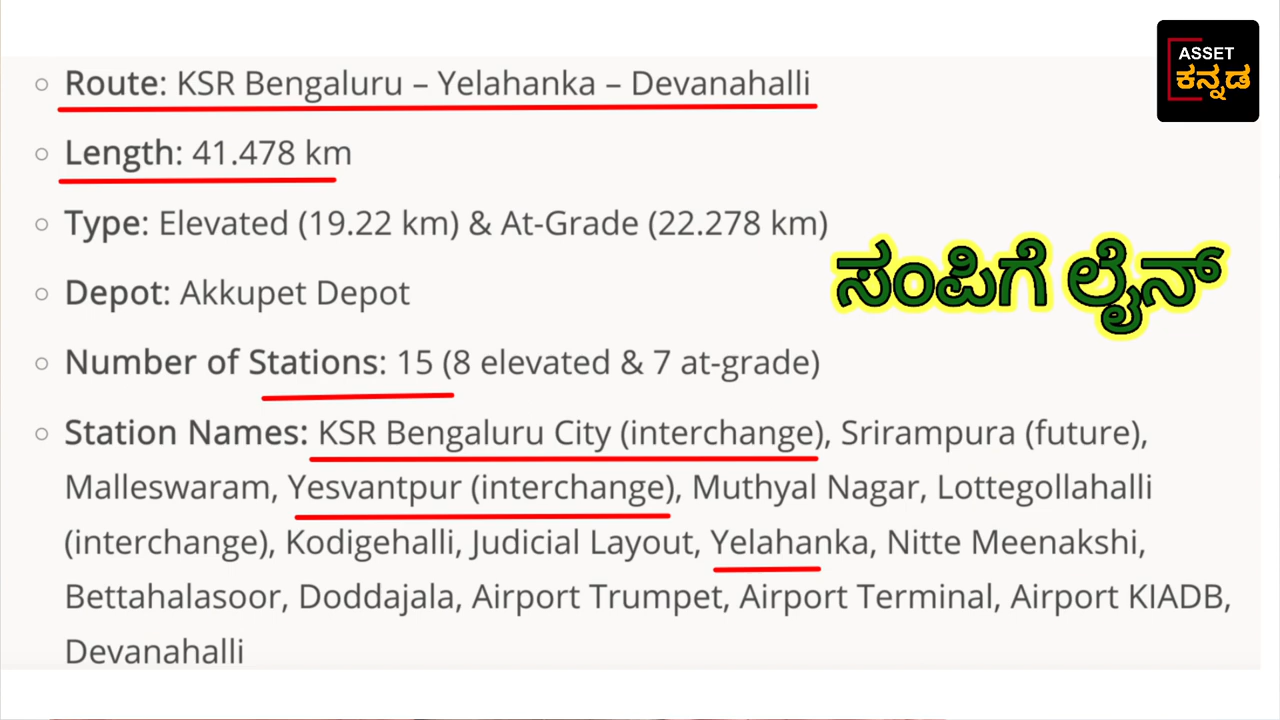 ASSET
ಕನ್ನಡ
Route: KSR Bengaluru – Yelahanka – Devanahalli
Length: 41.478 km
Type: Elevated (19.22 km) & At-Grade (22.278 km)
ಸಂಪಿಗೆ ಲೈನ್
Depot: Akkupet Depot
Number of Stations: 15 (8 elevated & 7 at-grade)
Station Names: KSR Bengaluru City (interchange), Srirampura (future),
Malleswaram, Yesvantpur (interchange), Muthyal Nagar, Lottegollahalli
(interchange), Kodigehalli, Judicial Layout, Yelahanka, Nitte Meenakshi,
Bettahalasoor, Doddajala, Airport Trumpet, Airport Terminal, Airport KIADB,
Devanahalli